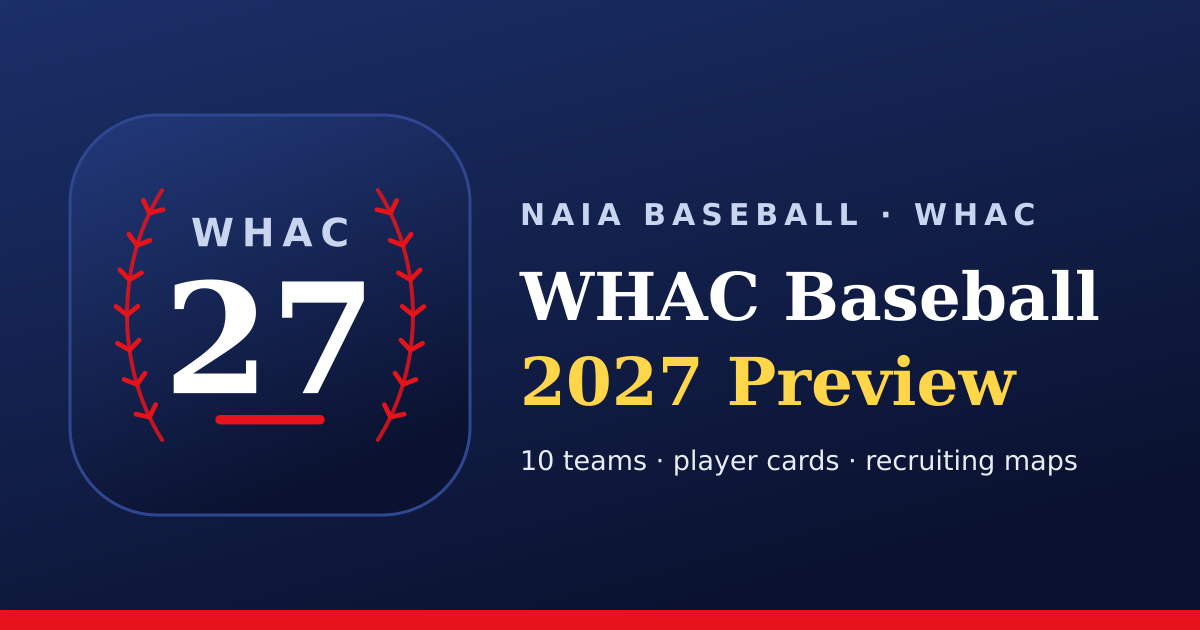 WHAC
27
NAIA BASEBALL · WHAC
WHAC Baseball
2027 Preview
10 teams · player cards · recruiting maps